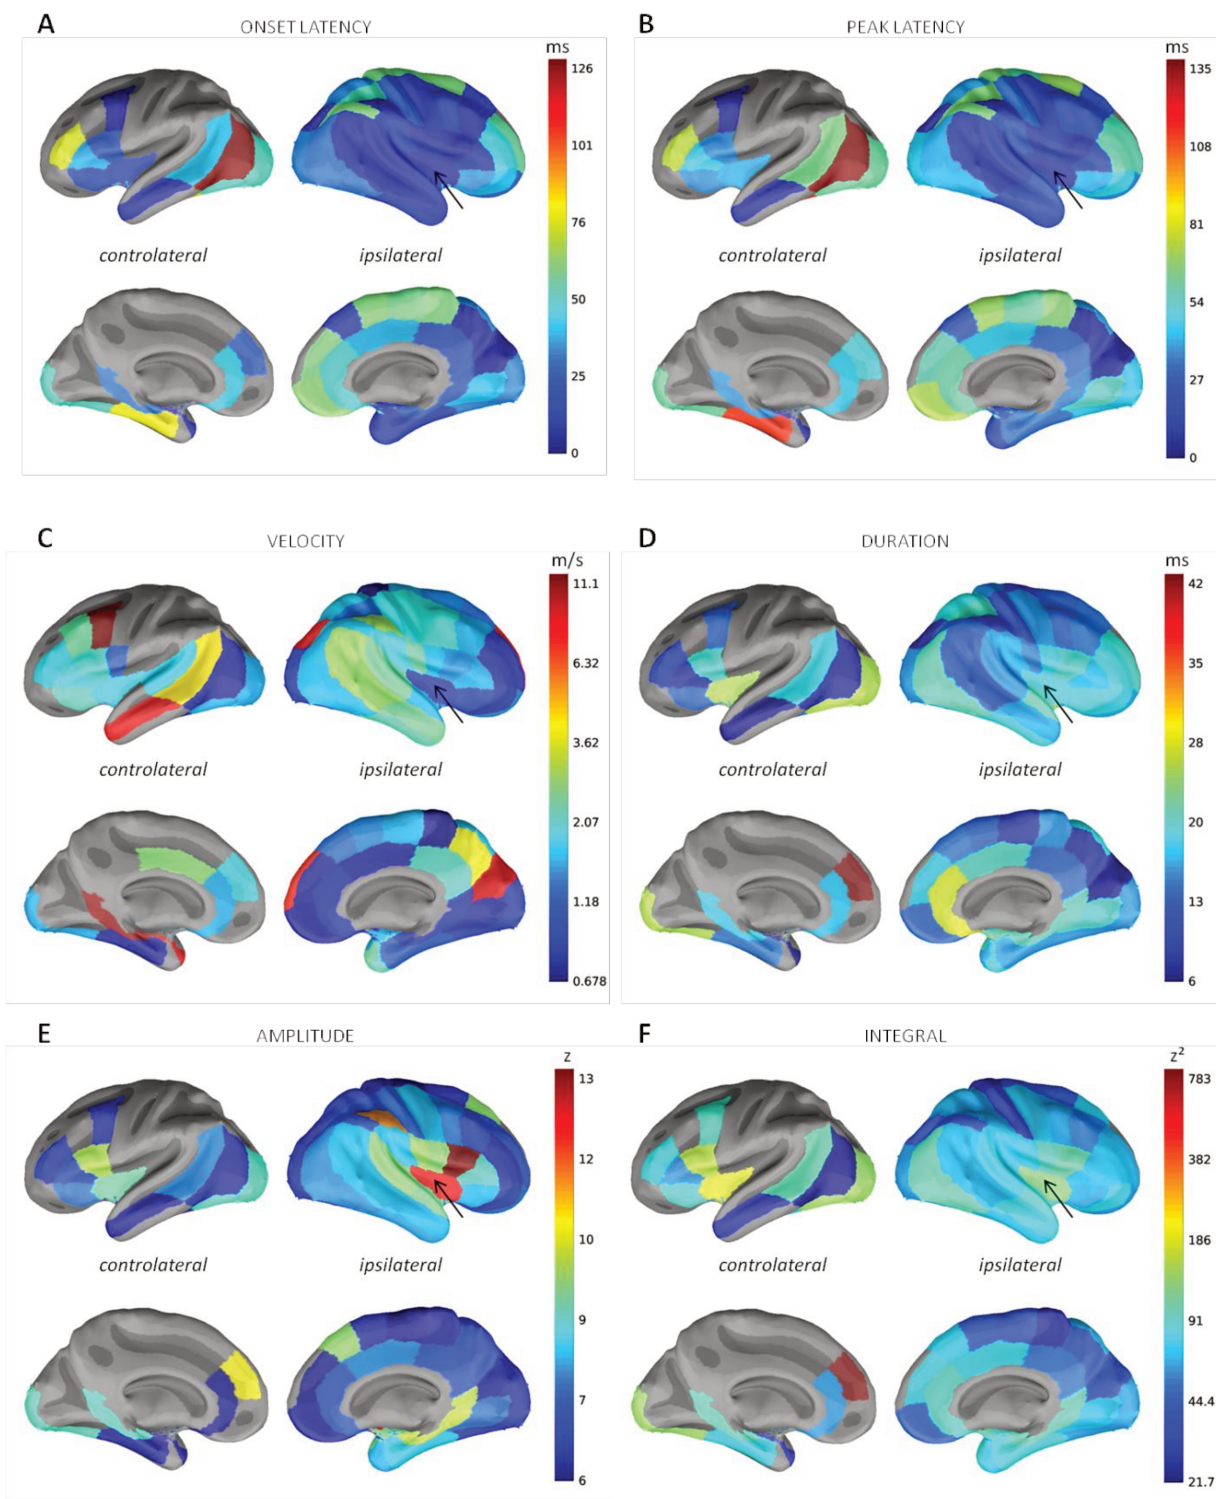 A ONSET LATENCY
ms
126
101
76
50
25
0
controlateral ipsilateral
B PEAK LATENCY
ms
135
108
81
54
27
0
controlateral ipsilateral
C VELOCITY
m/s
11.1
6.32
3.62
2.07
1.18
0.678
controlateral ipsilateral
D DURATION
ms
42
35
28
20
13
6
controlateral ipsilateral
E AMPLITUDE
z
13
12
10
9
7
6
controlateral ipsilateral
F INTEGRAL
z²
783
382
186
91
44.4
21.7
controlateral ipsilateral